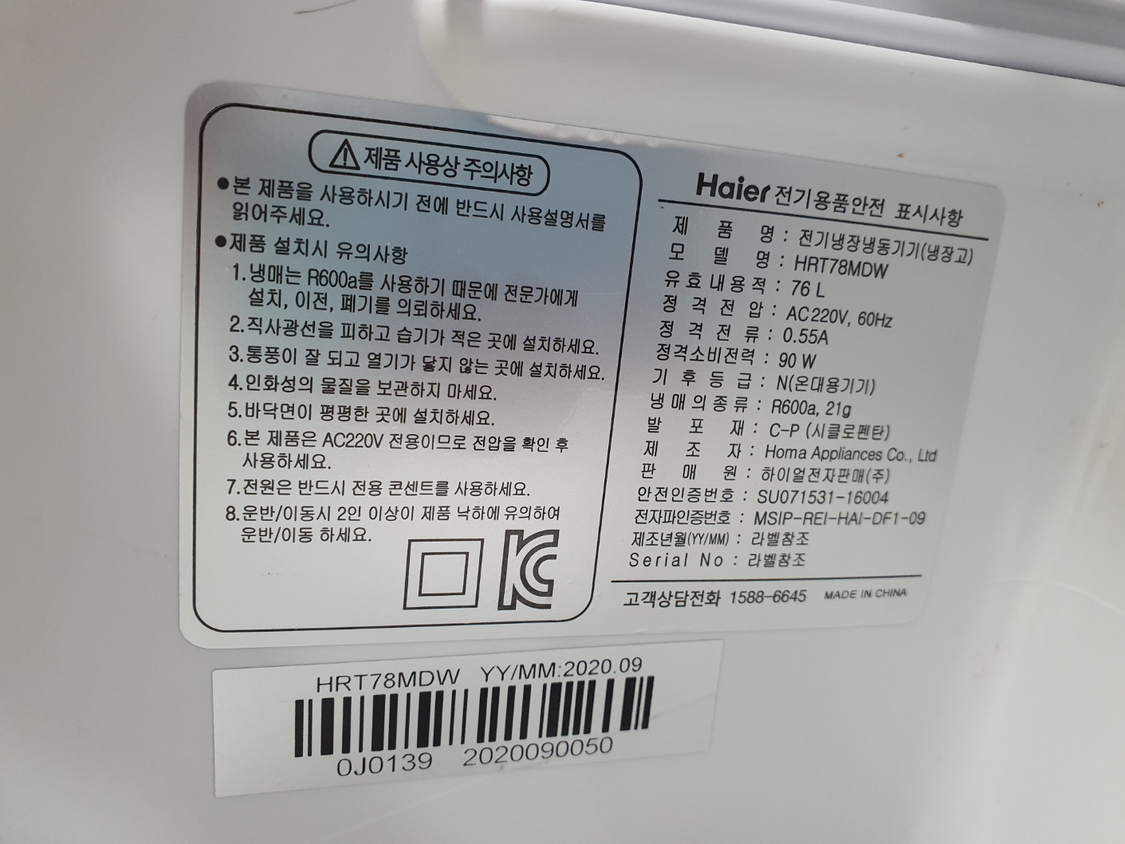 ⚠ 제품 사용상 주의사항
●본 제품을 사용하시기 전에 반드시 사용설명서를
읽어주세요.
●제품 설치시 유의사항
1.냉매는 R600a를 사용하기 때문에 전문가에게
설치, 이전, 폐기를 의뢰하세요.
2.직사광선을 피하고 습기가 적은 곳에 설치하세요.
3.통풍이 잘 되고 열기가 닿지 않는 곳에 설치하세요.
4.인화성의 물질을 보관하지 마세요.
5.바닥면이 평평한 곳에 설치하세요.
6.본 제품은 AC220V 전용이므로 전압을 확인 후
사용하세요.
7.전원은 반드시 전용 콘센트를 사용하세요.
8.운반/이동시 2인 이상이 제품 낙하에 유의하여
운반/이동 하세요.
KC
Haier 전기용품안전 표시사항
제 품 명 : 전기냉장냉동기기(냉장고)
모 델 명 : HRT78MDW
유효내용적 : 76 L
정격전압 : AC220V, 60Hz
정격전류 : 0.55A
정격소비전력 : 90 W
기후등급 : N(온대용기기)
냉매의종류 : R600a, 21g
발 포 재 : C-P (시클로펜탄)
제 조 자 : Homa Appliances Co., Ltd
판 매 원 : 하이얼전자판매(주)
안전인증번호 : SU071531-16004
전자파인증번호 : MSIP-REI-HAI-DF1-09
제조년월(YY/MM) : 라벨참조
Serial No : 라벨참조
고객상담전화 1588-6645 MADE IN CHINA
HRT78MDW YY/MM:2020.09
0J0139 2020090050